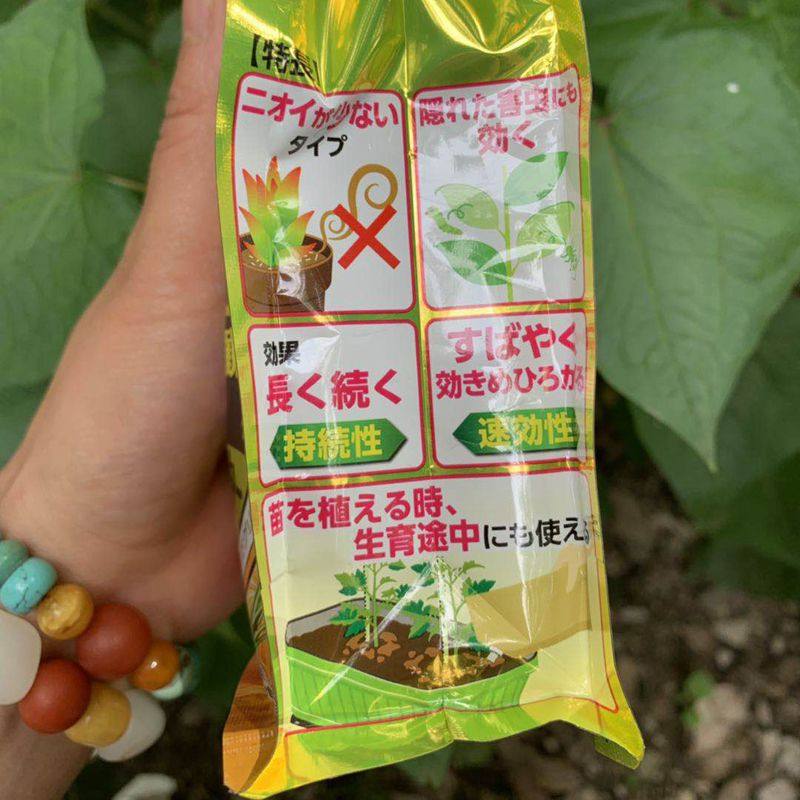 【特長】
ニオイが少ない
タイプ
隠れた害虫にも
効く
効果
長く続く
持続性
すばやく
効きめひろがる
速効性
苗を植える時、
生育途中にも使える